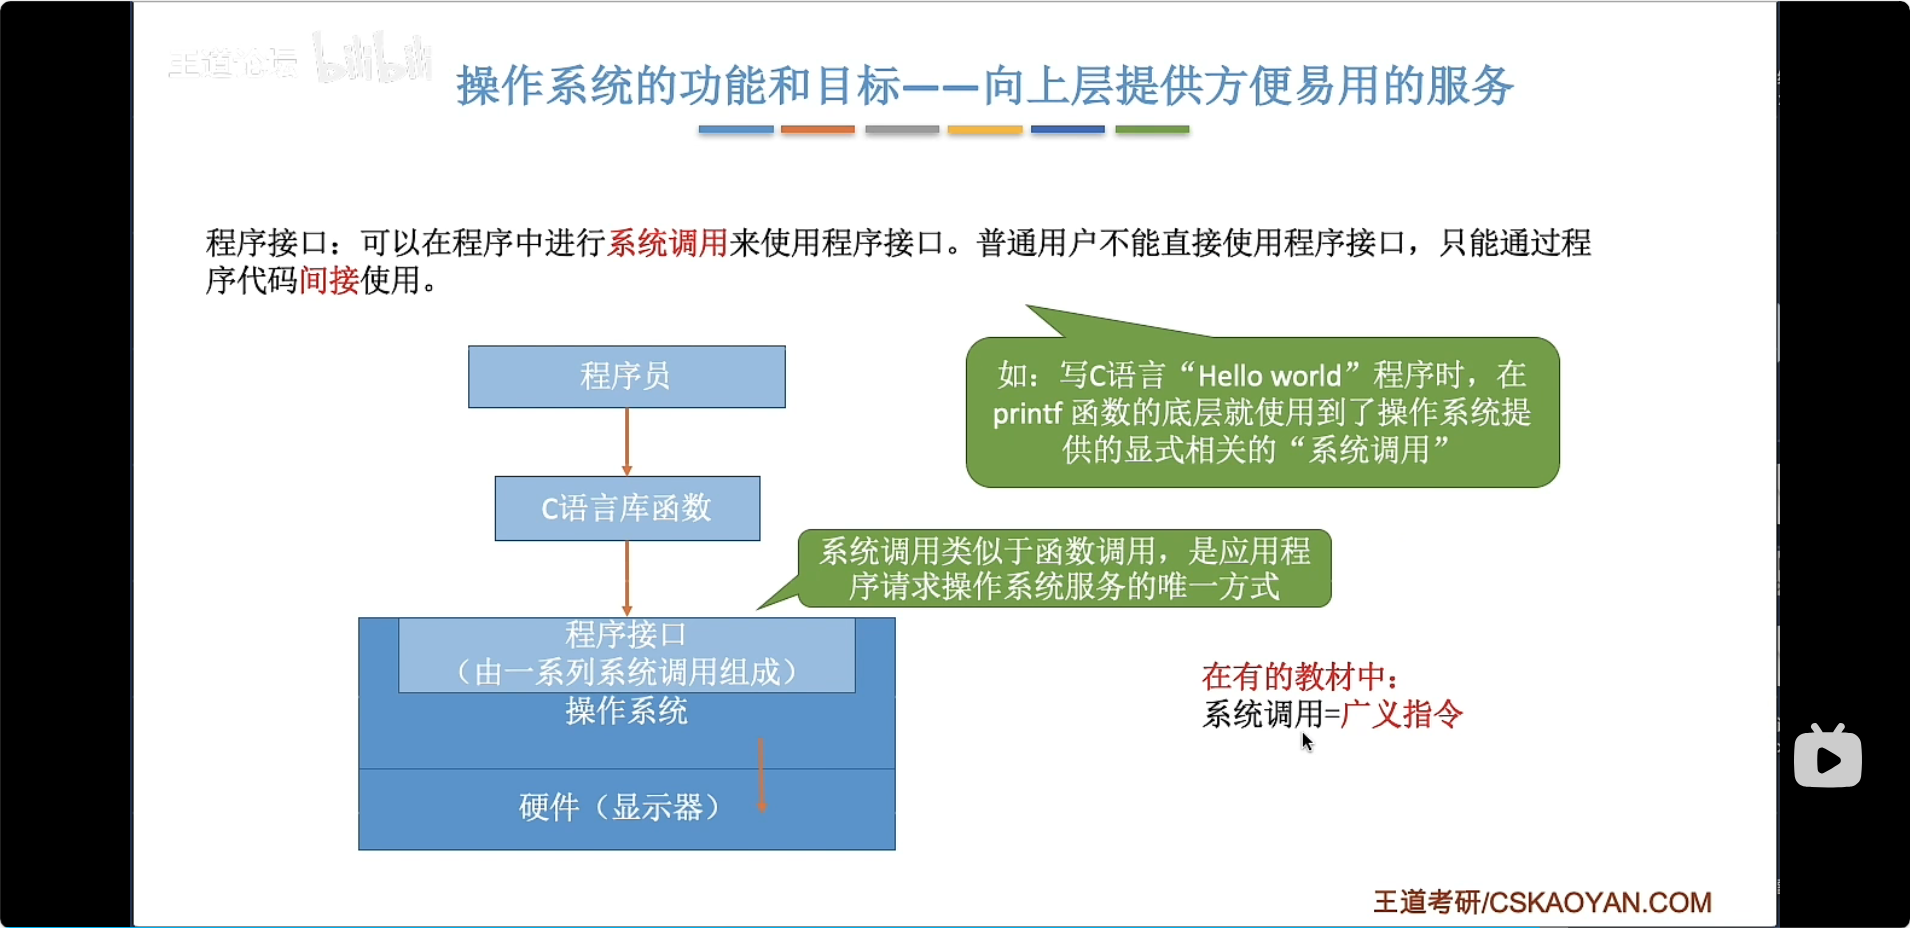 王道论坛 bilibili
操作系统的功能和目标——向上层提供方便易用的服务
程序接口：可以在程序中进行系统调用来使用程序接口。普通用户不能直接使用程序接口，只能通过程
序代码间接使用。
程序员
如：写C语言“Hello world”程序时，在
printf 函数的底层就使用到了操作系统提
供的显式相关的“系统调用”
C语言库函数
系统调用类似于函数调用，是应用程
序请求操作系统服务的唯一方式
程序接口
（由一系列系统调用组成）
操作系统
硬件（显示器）
在有的教材中：
系统调用=广义指令
王道考研/CSKAOYAN.COM